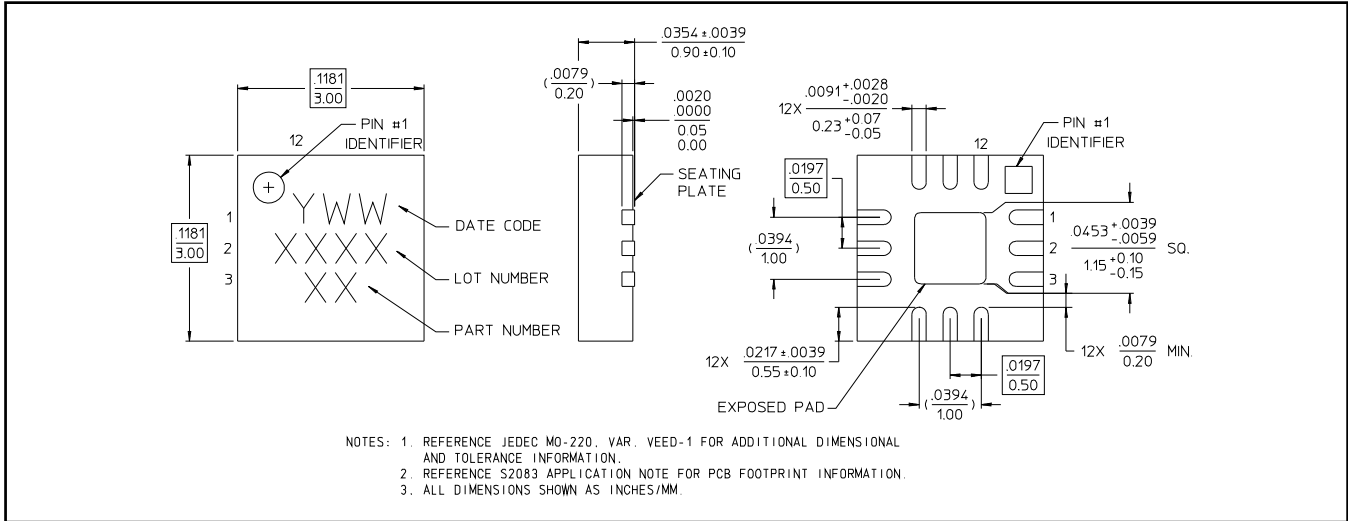 .1181
3.00
.1181
3.00
12
PIN #1
IDENTIFIER
1
2
3
YWW
XXXX
XX
DATE CODE
LOT NUMBER
PART NUMBER
.0354 ±.0039
0.90 ±0.10
(.0079)
0.20
.0020
.0000
0.05
0.00
SEATING
PLATE
12X .0091 +.0028 -.0020
0.23 +0.07 -0.05
12
PIN #1
IDENTIFIER
.0197
0.50
(.0394)
1.00
1
2
3
.0453 +.0039 -.0059 SQ.
1.15 +0.10 -0.15
12X .0217 ±.0039
0.55 ±0.10
12X .0079 MIN.
0.20
.0197
0.50
(.0394)
1.00
EXPOSED PAD
NOTES: 1. REFERENCE JEDEC MO-220, VAR. VEED-1 FOR ADDITIONAL DIMENSIONAL
AND TOLERANCE INFORMATION.
2. REFERENCE S2083 APPLICATION NOTE FOR PCB FOOTPRINT INFORMATION.
3. ALL DIMENSIONS SHOWN AS INCHES/MM.